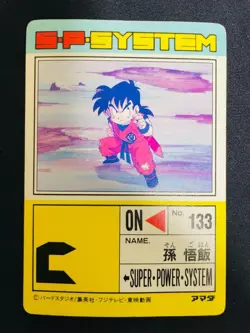 S・P・SYSTEM
ON No. 133
NAME.
そん ご はん
孫 悟飯
←SUPER・POWER・SYSTEM
©バードスタジオ/集英社・フジテレビ・東映動画 アマダ